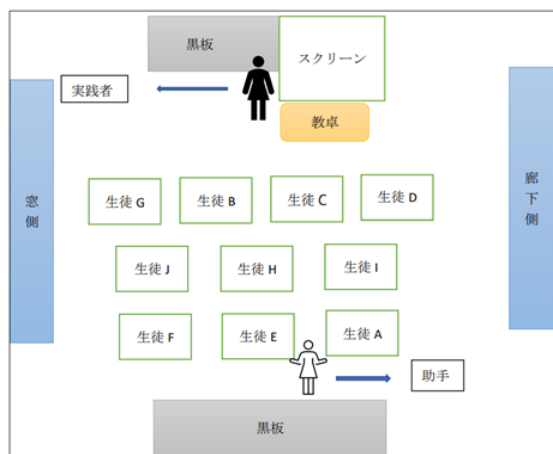 黒板
スクリーン
実践者
教卓
窓側
廊下側
生徒 G
生徒 B
生徒 C
生徒 D
生徒 J
生徒 H
生徒 I
生徒 F
生徒 E
生徒 A
助手
黒板